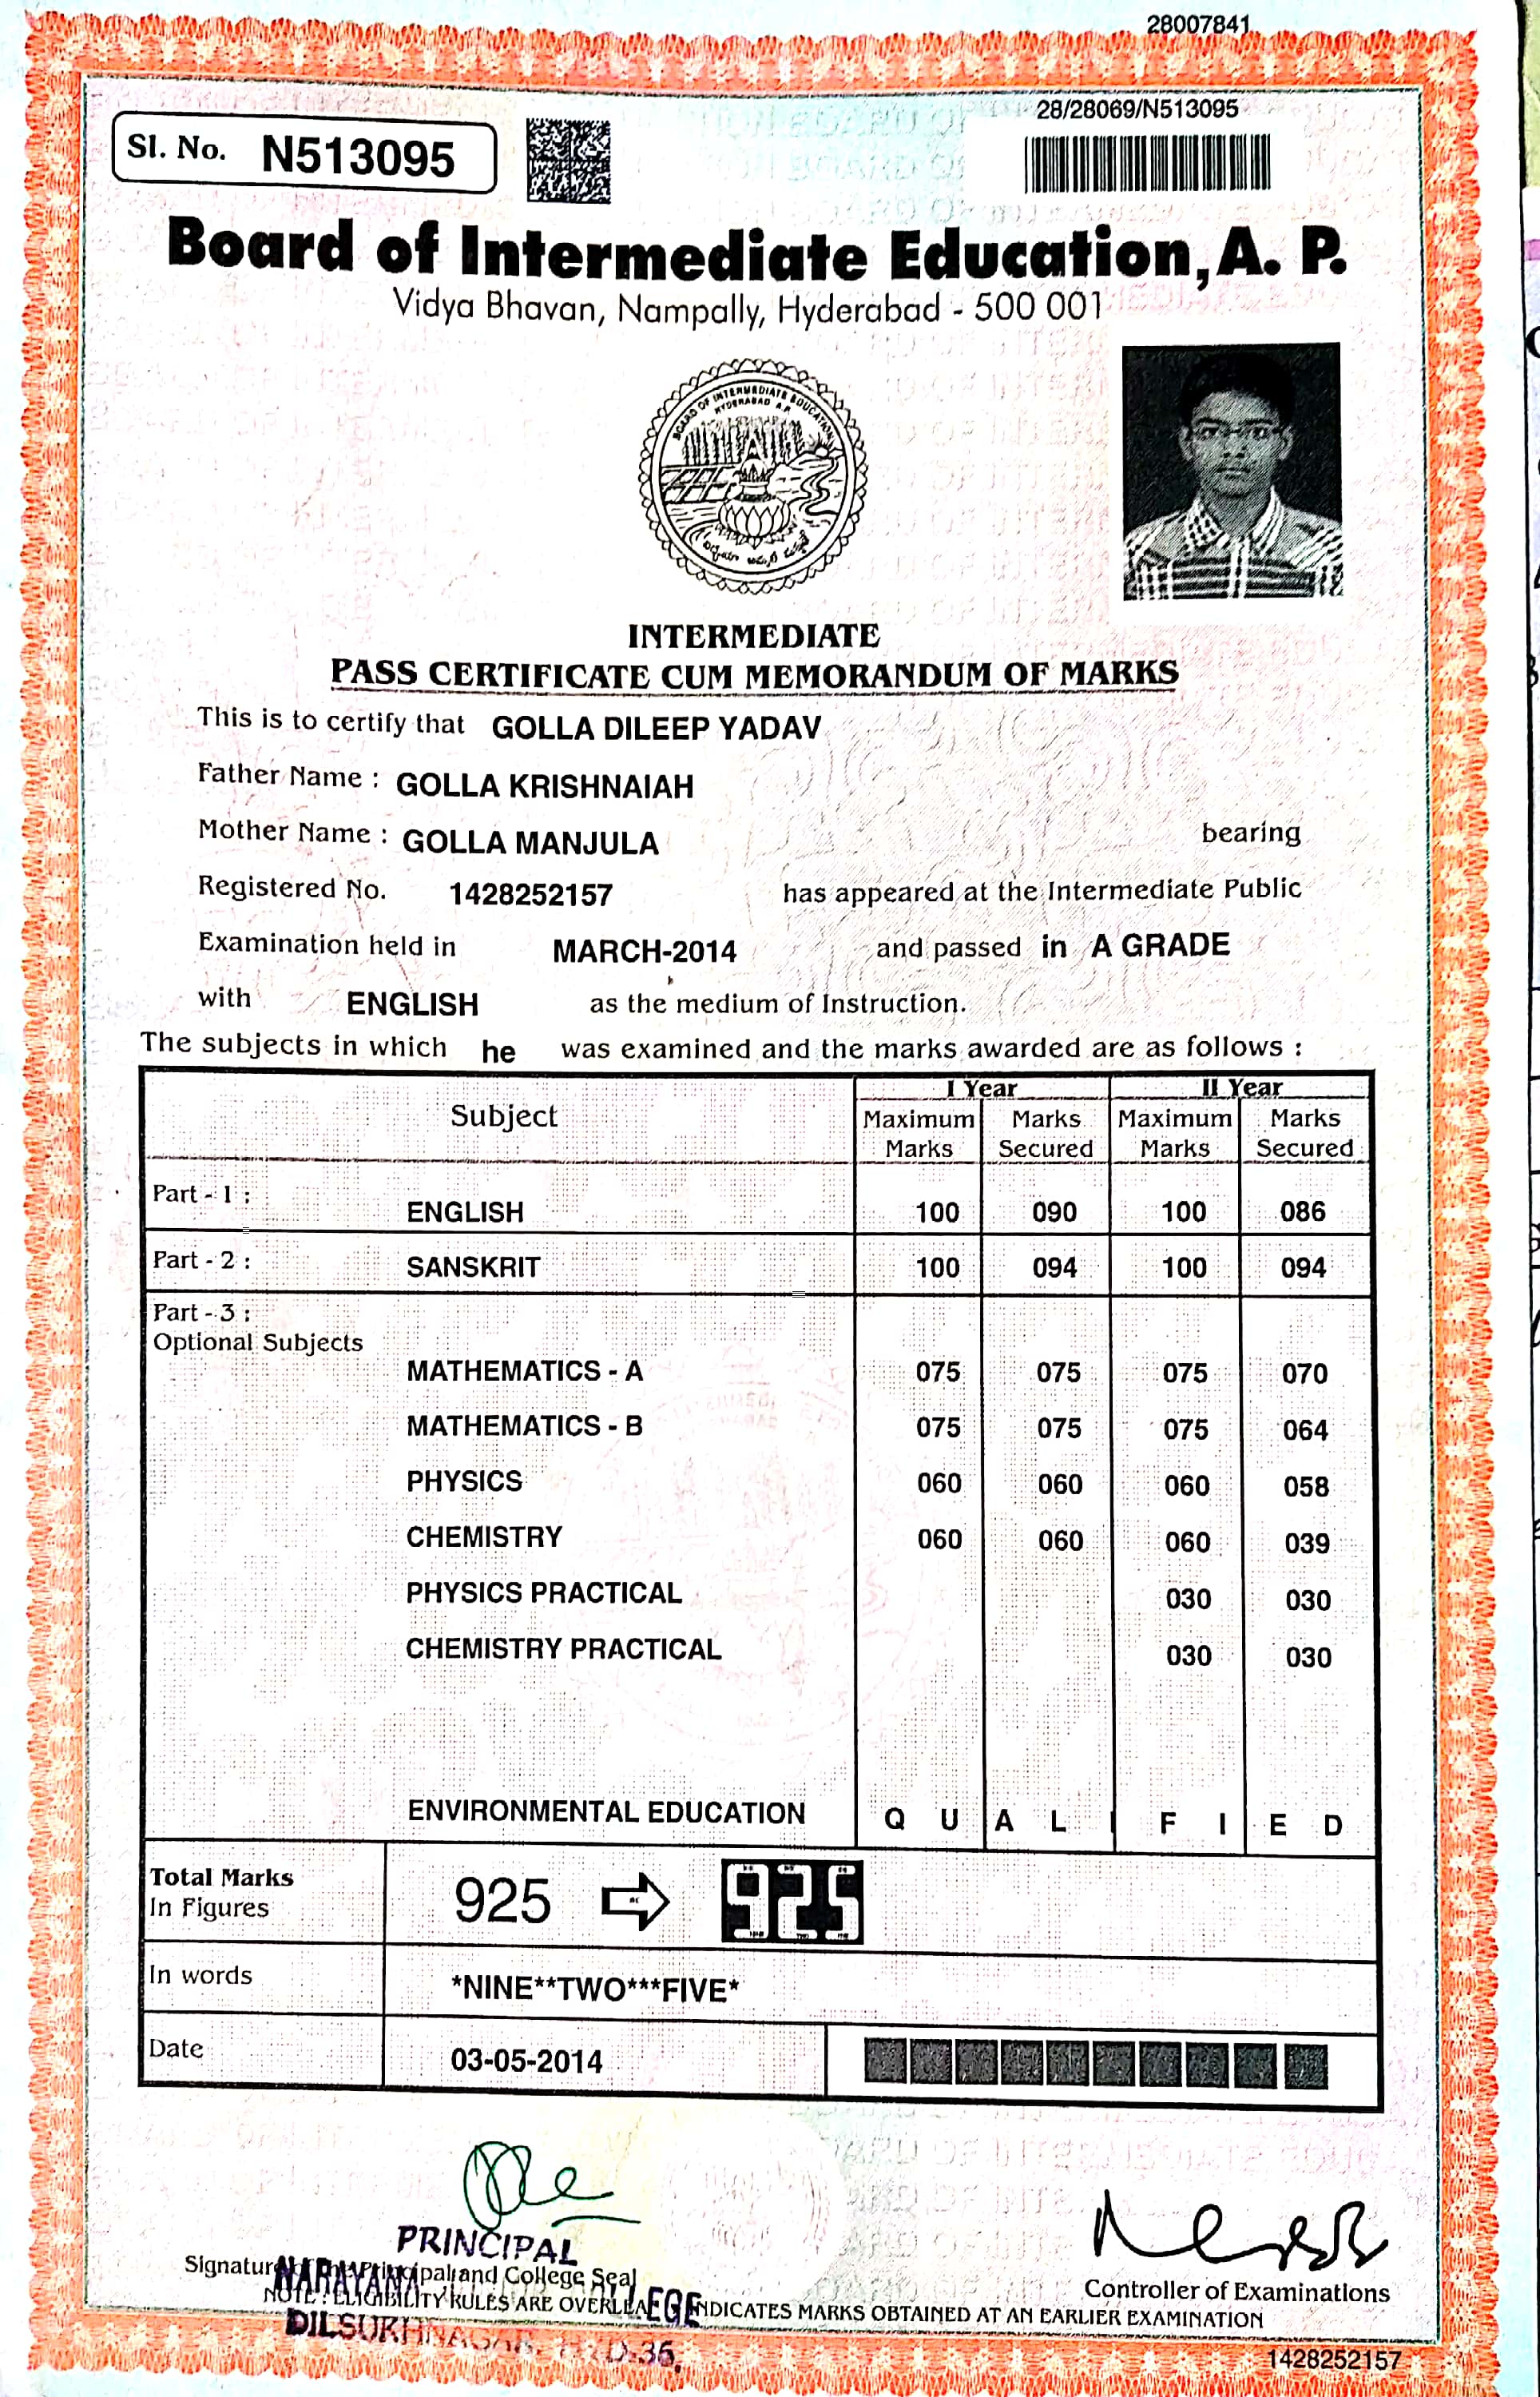 28007841
28/28069/N513095
Sl. No. N513095
Board of Intermediate Education, A. P.
Vidya Bhavan, Nampally, Hyderabad - 500 001
BOARD OF INTERMEDIATE EDUCATION
HYDERABAD A.P.
INTERMEDIATE
PASS CERTIFICATE CUM MEMORANDUM OF MARKS
This is to certify that GOLLA DILEEP YADAV
Father Name : GOLLA KRISHNAIAH
Mother Name : GOLLA MANJULA bearing
Registered No. 1428252157 has appeared at the Intermediate Public
Examination held in MARCH-2014 and passed in A GRADE
with ENGLISH as the medium of Instruction.
The subjects in which he was examined and the marks awarded are as follows :
I Year II Year
Subject Maximum Marks Marks Secured Maximum Marks Marks Secured
Part - 1 : ENGLISH 100 090 100 086
Part - 2 : SANSKRIT 100 094 100 094
Part - 3 :
Optional Subjects
MATHEMATICS - A 075 075 075 070
MATHEMATICS - B 075 075 075 064
PHYSICS 060 060 060 058
CHEMISTRY 060 060 060 039
PHYSICS PRACTICAL 030 030
CHEMISTRY PRACTICAL 030 030
ENVIRONMENTAL EDUCATION Q U A L I F I E D
Total Marks
In Figures 925 925
In words *NINE**TWO***FIVE*
Date 03-05-2014
PRINCIPAL
Signature of the Principal and College Seal
NARAYANA
Controller of Examinations
NOTE : ELIGIBILITY RULES ARE OVERLEAF INDICATES MARKS OBTAINED AT AN EARLIER EXAMINATION
DILSUKHNAGAR, HYD-36.
1428252157